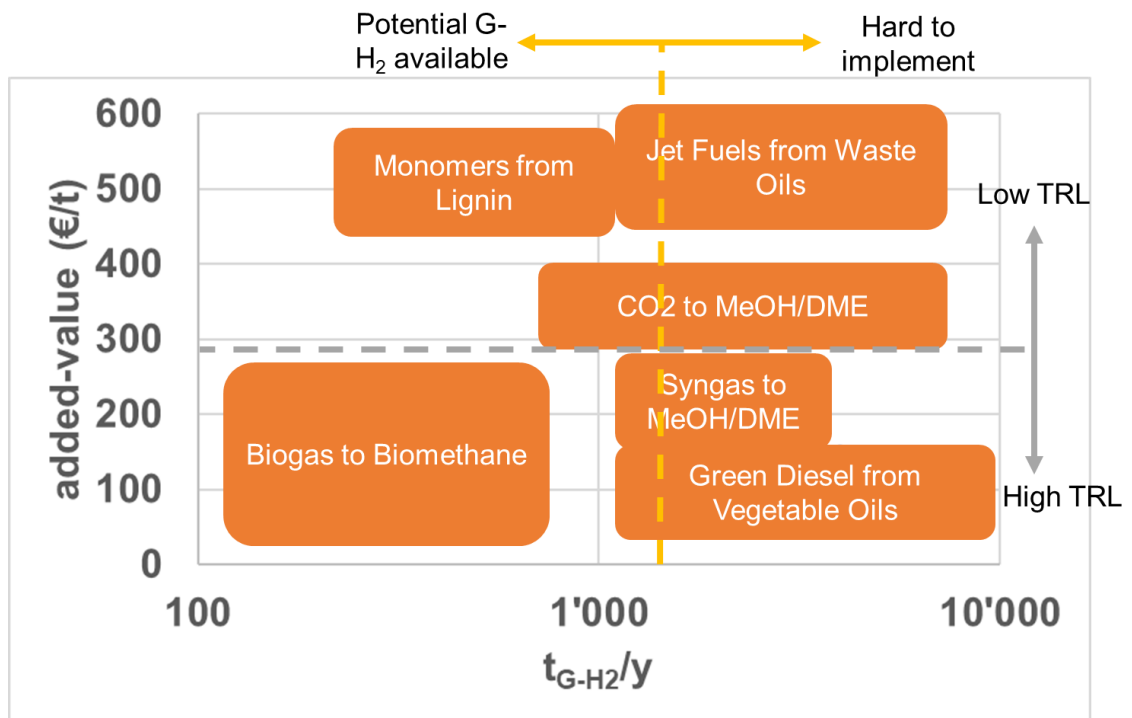 Potential G-
H₂ available
Hard to
implement
600
500
400
300
200
100
0
added-value (€/t)
Monomers from
Lignin
Jet Fuels from Waste
Oils
Low TRL
CO2 to MeOH/DME
Syngas to
MeOH/DME
Biogas to Biomethane
Green Diesel from
Vegetable Oils
High TRL
100
1'000
10'000
t_G-H2/y